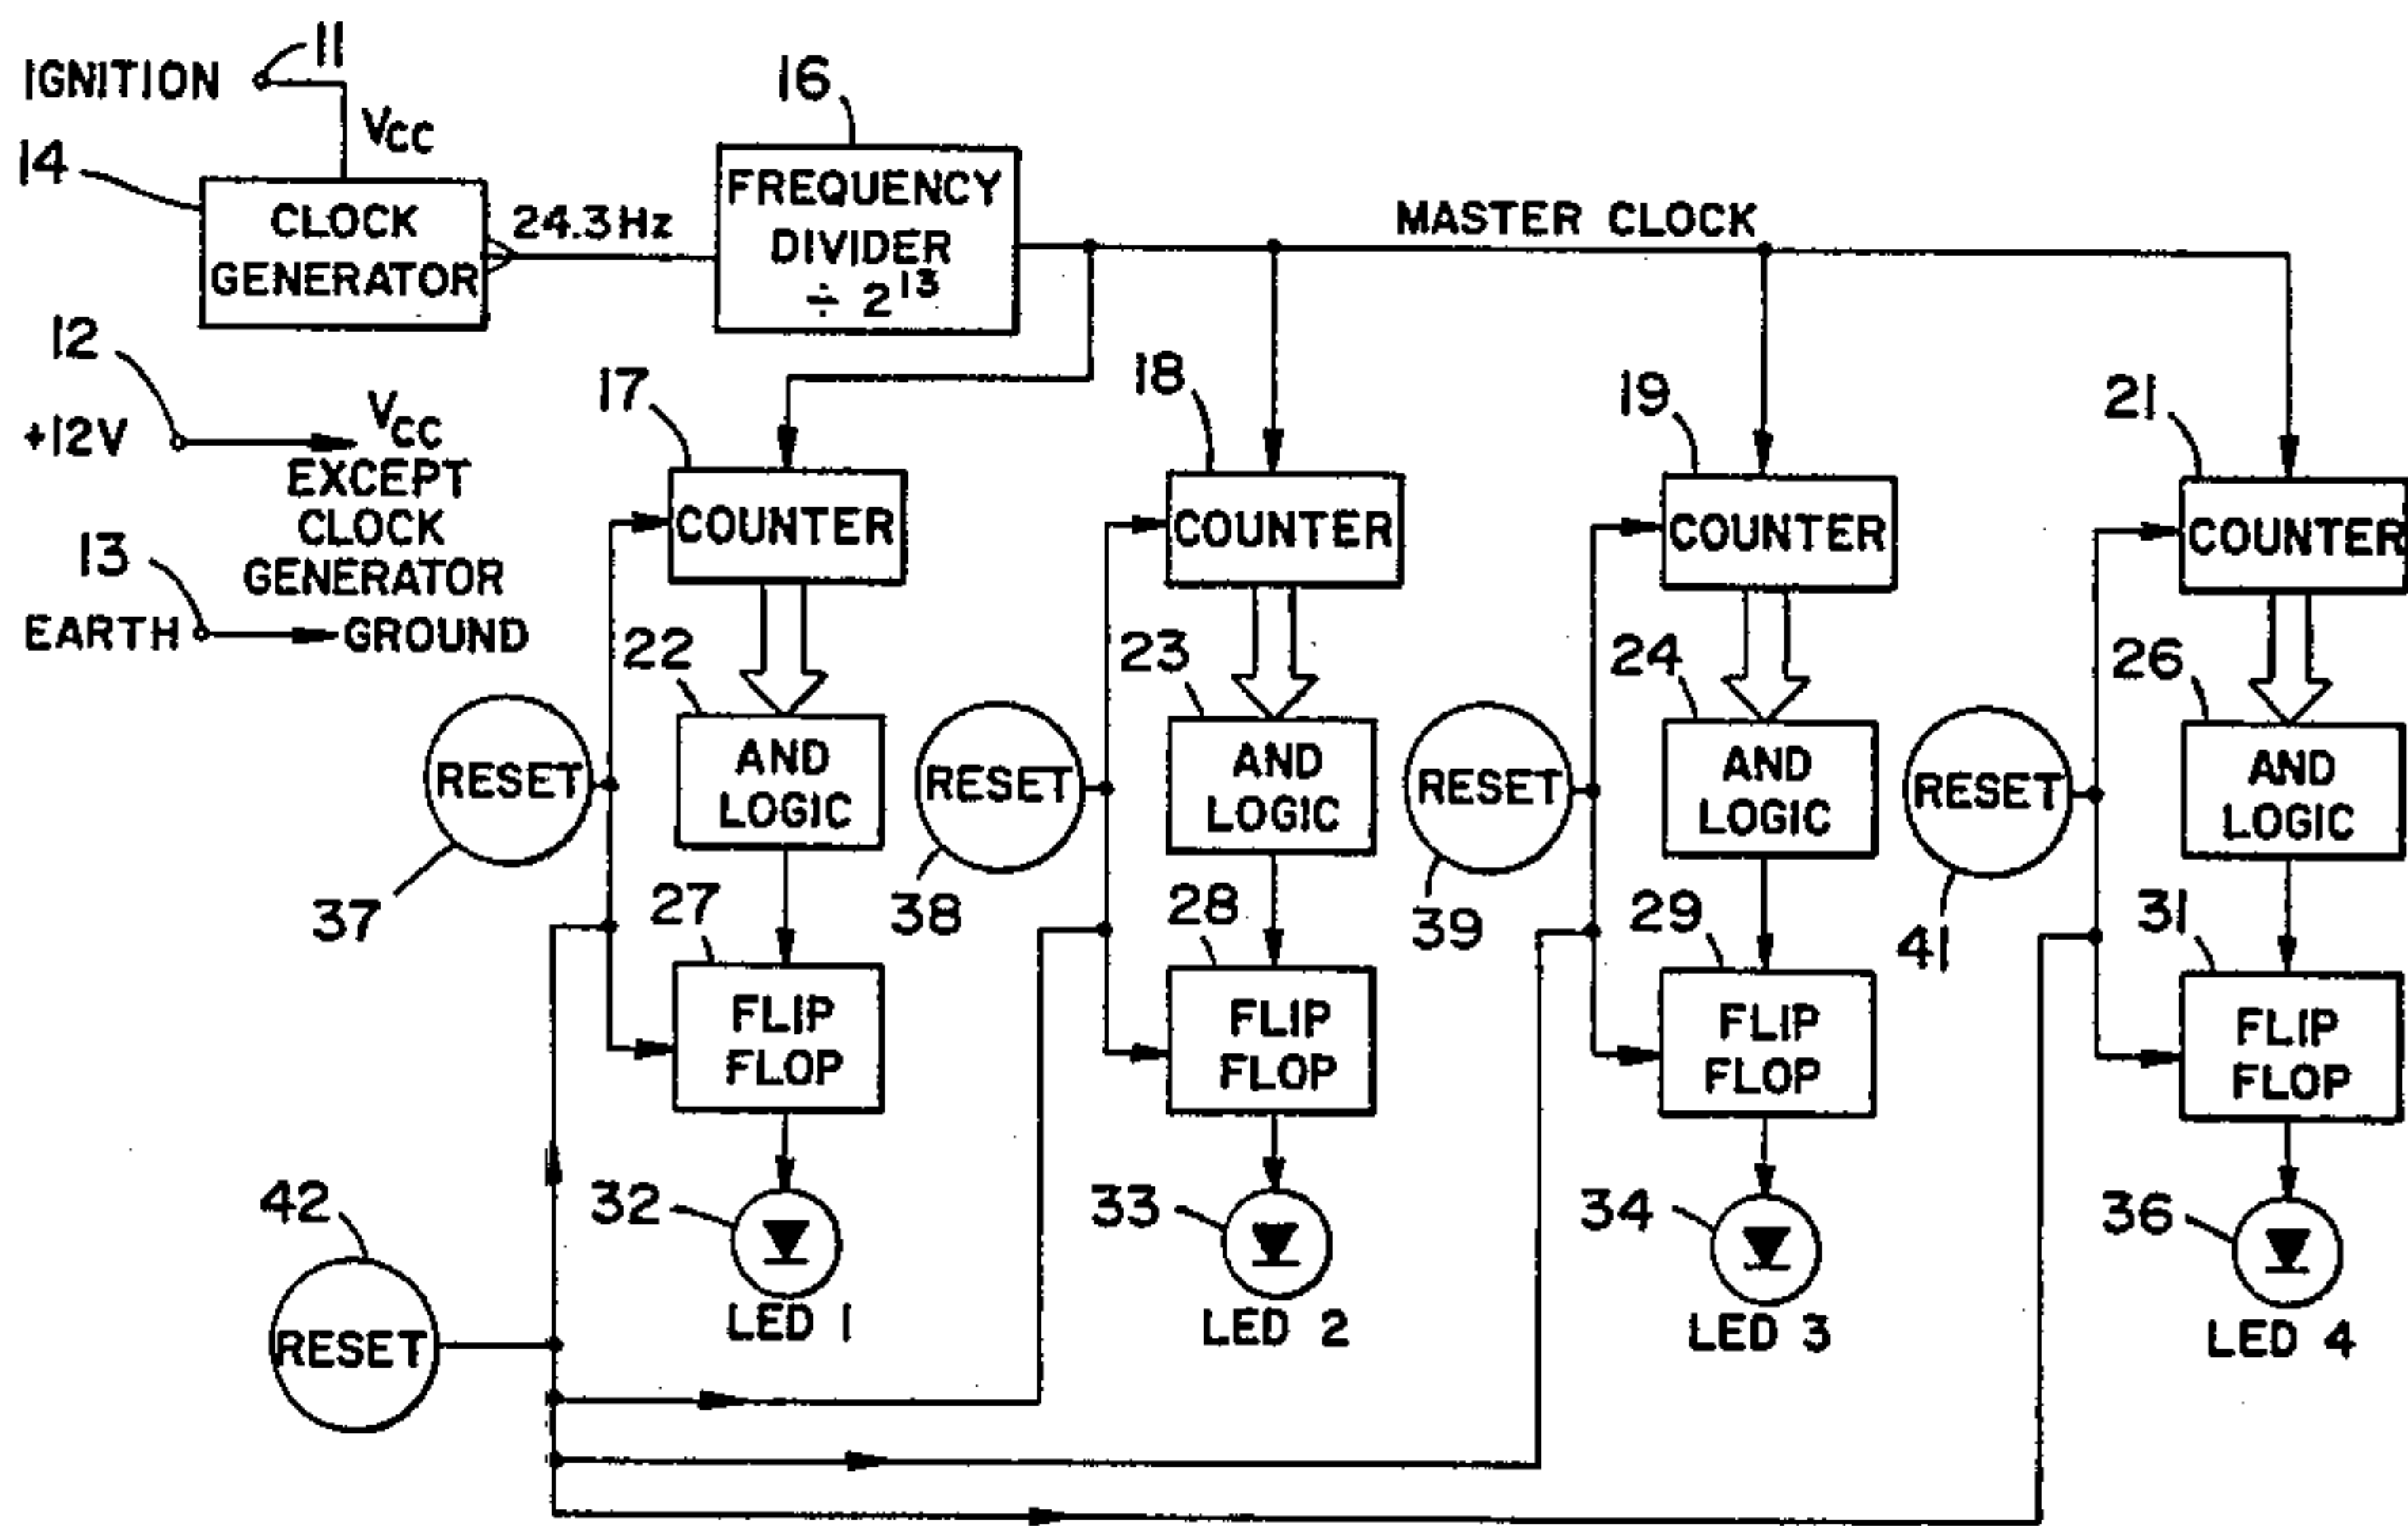 IGNITION
11
VCC
14
CLOCK
GENERATOR
24.3 Hz
16
FREQUENCY
DIVIDER
÷ 2¹³
MASTER CLOCK
12
+12V
VCC
EXCEPT
CLOCK
GENERATOR
13
EARTH
GROUND
17
COUNTER
18
COUNTER
19
COUNTER
21
COUNTER
22
AND
LOGIC
23
AND
LOGIC
24
AND
LOGIC
26
AND
LOGIC
RESET
37
RESET
38
RESET
39
RESET
41
27
FLIP
FLOP
28
FLIP
FLOP
29
FLIP
FLOP
31
FLIP
FLOP
42
RESET
32
LED 1
33
LED 2
34
LED 3
36
LED 4